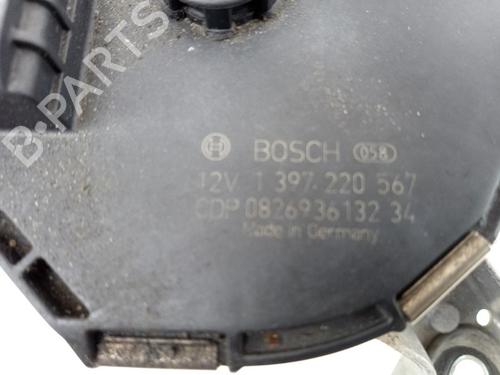 B-PARTS
BOSCH 058
12V 1 397 220 567
CDP 0826936132 34
Made in Germany